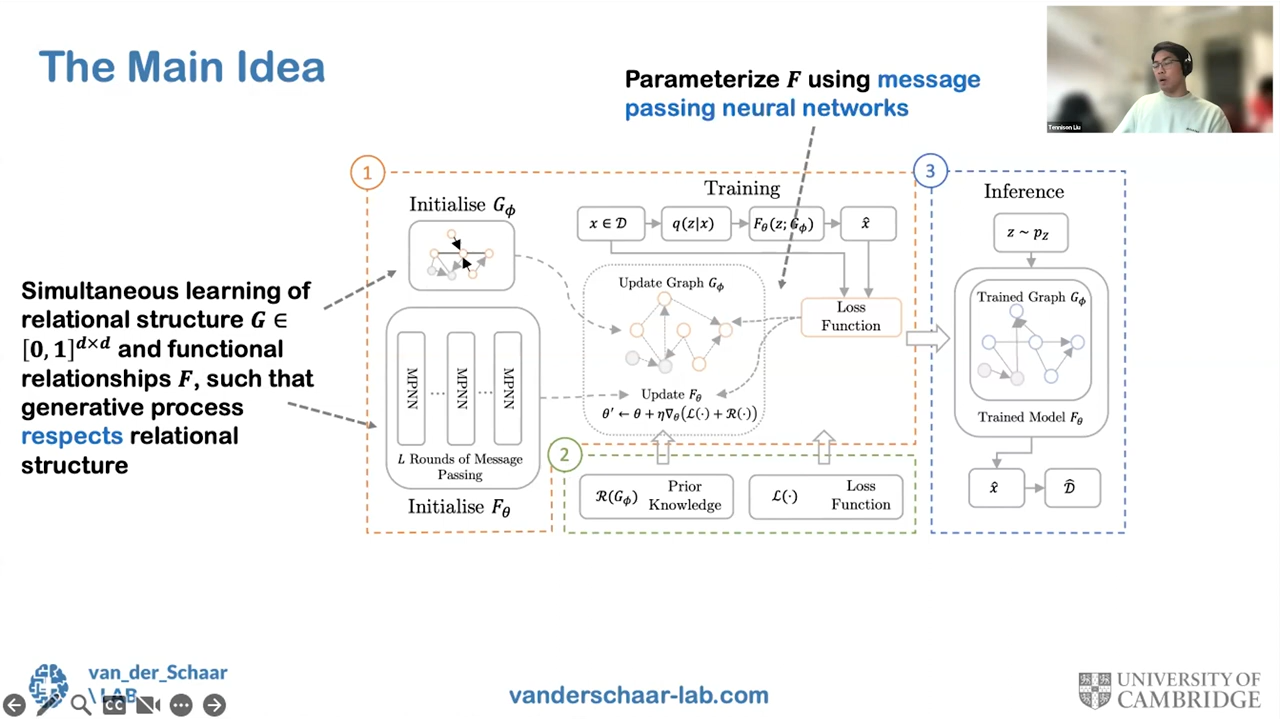 The Main Idea
Parameterize F using message
passing neural networks
Tennison Liu
Simultaneous learning of
relational structure G ∈
[0, 1]^{d×d} and functional
relationships F, such that
generative process
respects relational
structure
1
Initialise G_ϕ
MPNN
MPNN
MPNN
L Rounds of Message
Passing
Initialise F_θ
Training
x ∈ 𝒟
q(z|x)
F_θ(z; G_ϕ)
x̂
Update Graph G_ϕ
Loss
Function
Update F_θ
θ′ ← θ + η∇_θ(ℒ(·) + ℛ(·))
2
ℛ(G_ϕ) Prior
Knowledge
ℒ(·) Loss
Function
3
Inference
z ~ p_Z
Trained Graph G_ϕ
Trained Model F_θ
x̂
𝒟̂
van_der_Schaar
\ LAB
CC
vanderschaar-lab.com
UNIVERSITY OF
CAMBRIDGE